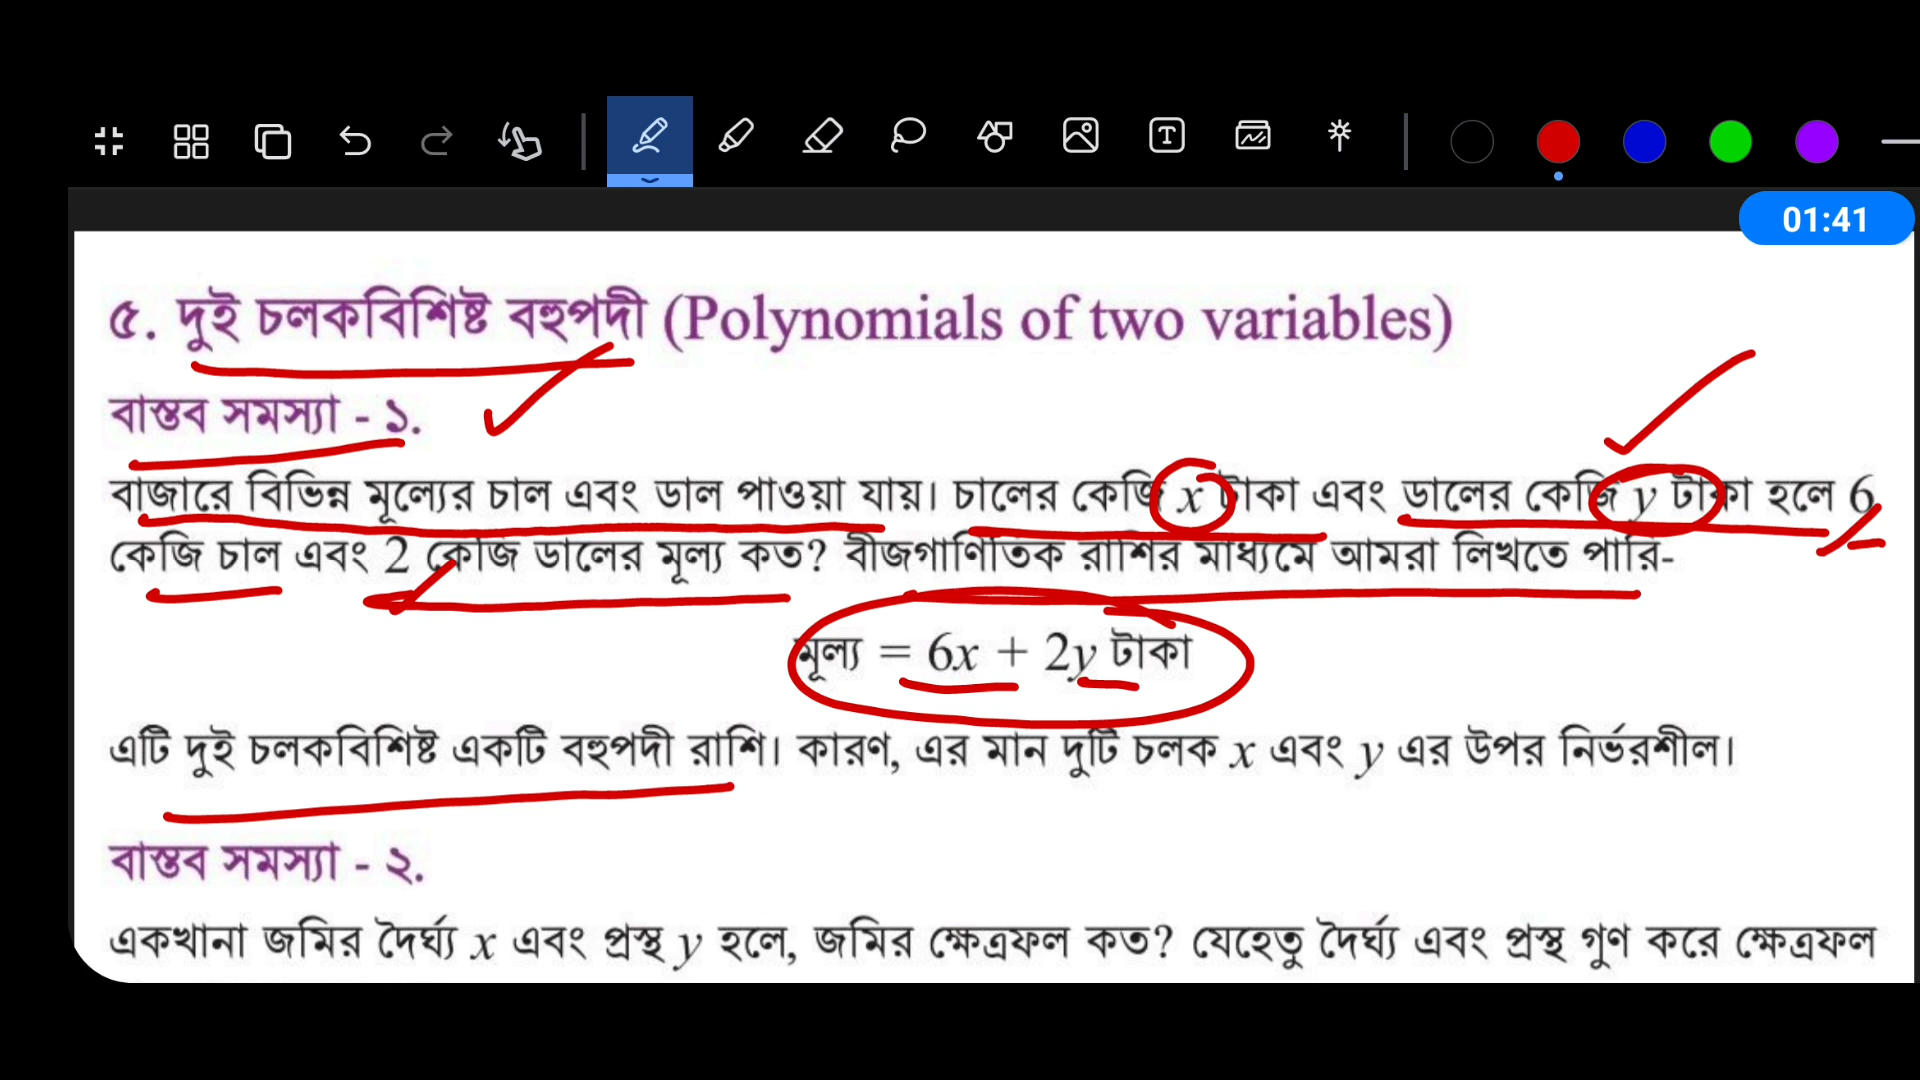 01:41
৫. দুই চলকবিশিষ্ট বহুপদী (Polynomials of two variables)
বাস্তব সমস্যা - ১.
বাজারে বিভিন্ন মূল্যের চাল এবং ডাল পাওয়া যায়। চালের কেজি x টাকা এবং ডালের কেজি y টাকা হলে 6
কেজি চাল এবং 2 কেজি ডালের মূল্য কত? বীজগাণিতিক রাশির মাধ্যমে আমরা লিখতে পারি-
মূল্য = 6x + 2y টাকা
এটি দুই চলকবিশিষ্ট একটি বহুপদী রাশি। কারণ, এর মান দুটি চলক x এবং y এর উপর নির্ভরশীল।
বাস্তব সমস্যা - ২.
একখানা জমির দৈর্ঘ্য x এবং প্রস্থ y হলে, জমির ক্ষেত্রফল কত? যেহেতু দৈর্ঘ্য এবং প্রস্থ গুণ করে ক্ষেত্রফল